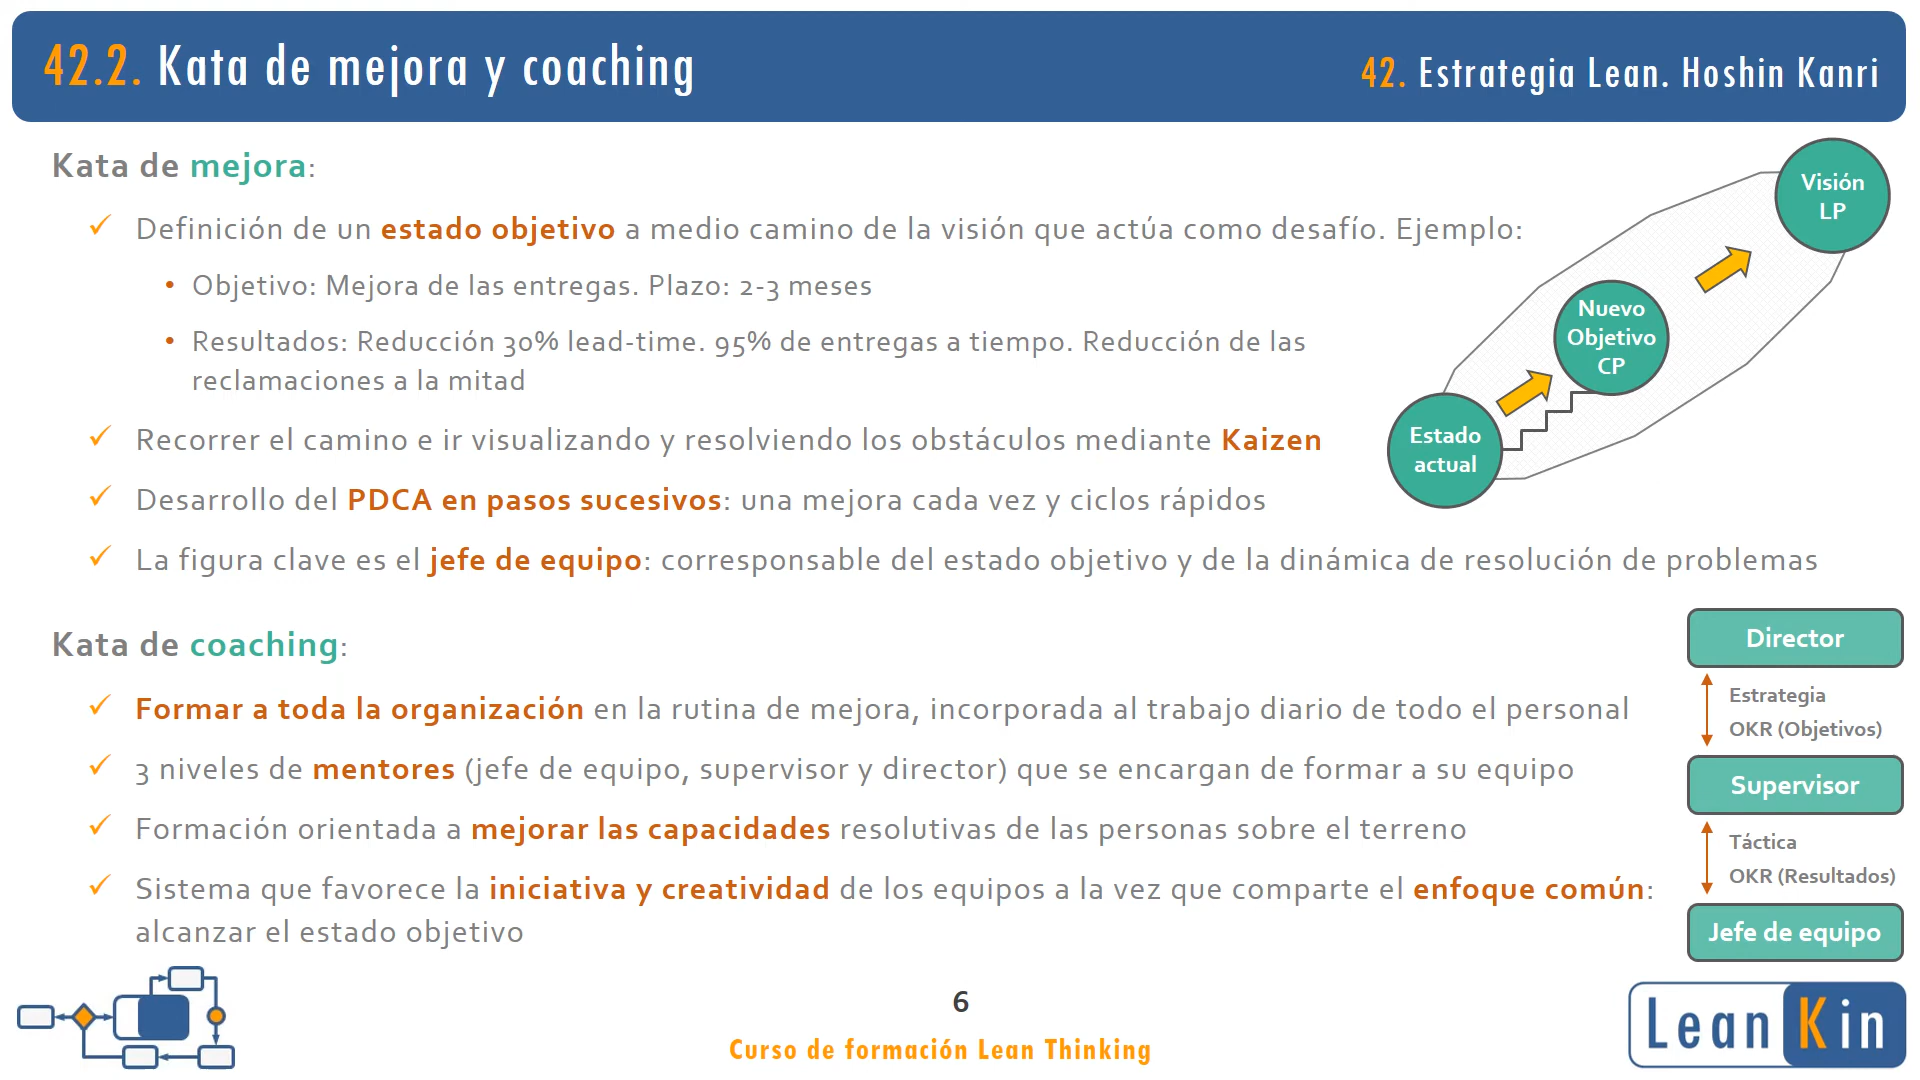 42.2. Kata de mejora y coaching
42. Estrategia Lean. Hoshin Kanri
Kata de mejora:
Definición de un estado objetivo a medio camino de la visión que actúa como desafío. Ejemplo:
• Objetivo: Mejora de las entregas. Plazo: 2-3 meses
• Resultados: Reducción 30% lead-time. 95% de entregas a tiempo. Reducción de las
reclamaciones a la mitad
Recorrer el camino e ir visualizando y resolviendo los obstáculos mediante Kaizen
Desarrollo del PDCA en pasos sucesivos: una mejora cada vez y ciclos rápidos
La figura clave es el jefe de equipo: corresponsable del estado objetivo y de la dinámica de resolución de problemas
Visión
LP
Nuevo
Objetivo
CP
Estado
actual
Kata de coaching:
Formar a toda la organización en la rutina de mejora, incorporada al trabajo diario de todo el personal
3 niveles de mentores (jefe de equipo, supervisor y director) que se encargan de formar a su equipo
Formación orientada a mejorar las capacidades resolutivas de las personas sobre el terreno
Sistema que favorece la iniciativa y creatividad de los equipos a la vez que comparte el enfoque común:
alcanzar el estado objetivo
Director
Estrategia
OKR (Objetivos)
Supervisor
Táctica
OKR (Resultados)
Jefe de equipo
6
Curso de formación Lean Thinking
Lean Kin